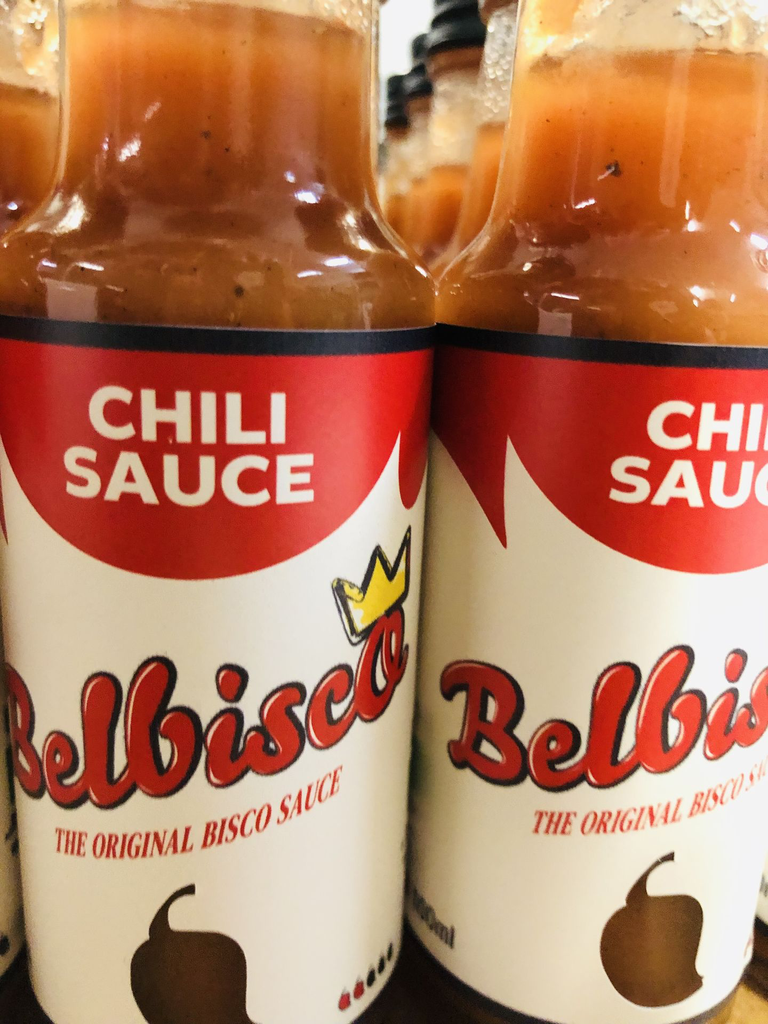 CHILI
SAUCE
Belbisco
THE ORIGINAL BISCO SAUCE
CHI
SAUC
Belbis
THE ORIGINAL BISCO SA